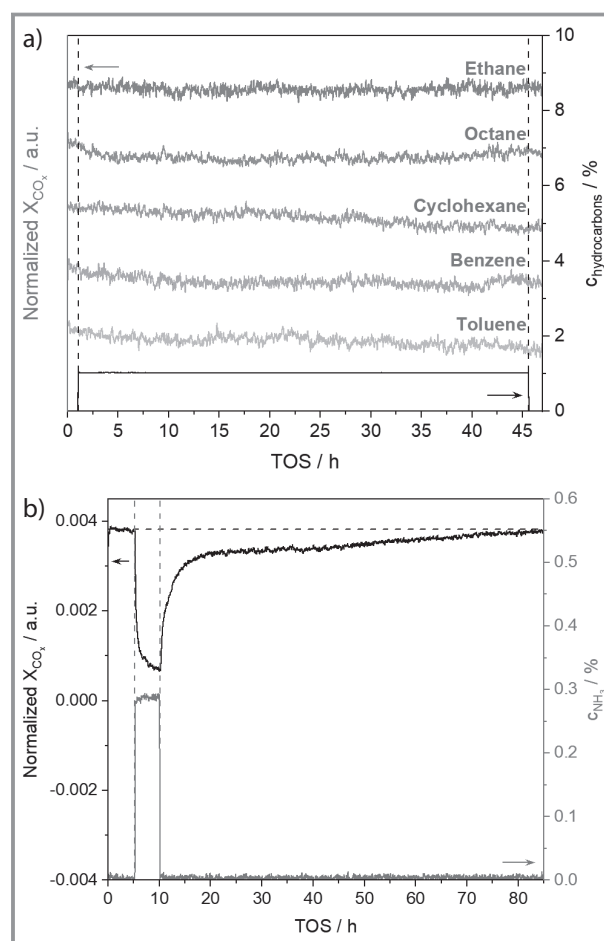 a)
Normalized X_CO_x / a.u.
c_hydrocarbons / %
10
8
6
4
2
0
Ethane
Octane
Cyclohexane
Benzene
Toluene
0 5 10 15 20 25 30 35 40 45
TOS / h
b)
Normalized X_CO_x / a.u.
c_NH_3 / %
0.004
0.002
0.000
-0.002
-0.004
0.6
0.5
0.4
0.3
0.2
0.1
0.0
0 10 20 30 40 50 60 70 80
TOS / h